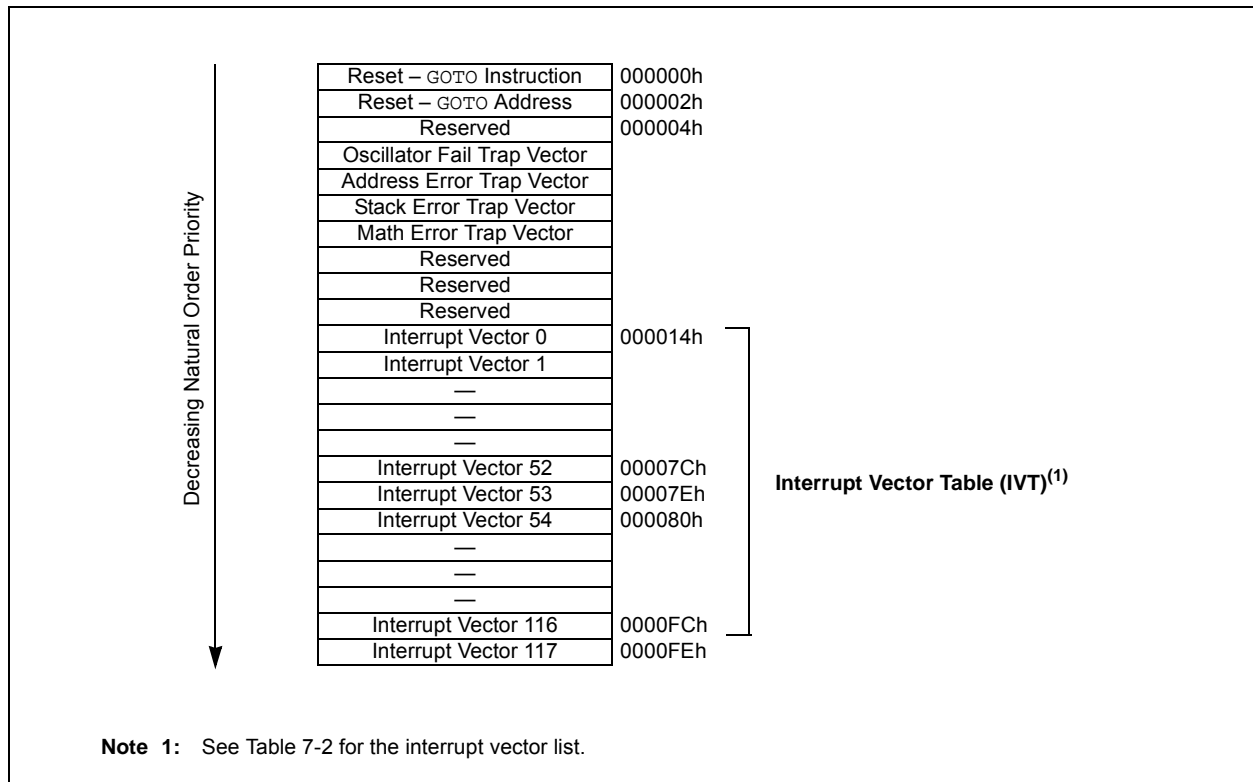 Decreasing Natural Order Priority
Reset – GOTO Instruction 000000h
Reset – GOTO Address 000002h
Reserved 000004h
Oscillator Fail Trap Vector
Address Error Trap Vector
Stack Error Trap Vector
Math Error Trap Vector
Reserved
Reserved
Reserved
Interrupt Vector 0 000014h
Interrupt Vector 1
—
—
—
Interrupt Vector 52 00007Ch
Interrupt Vector 53 00007Eh
Interrupt Vector 54 000080h
—
—
—
Interrupt Vector 116 0000FCh
Interrupt Vector 117 0000FEh
Interrupt Vector Table (IVT)(1)
Note 1: See Table 7-2 for the interrupt vector list.